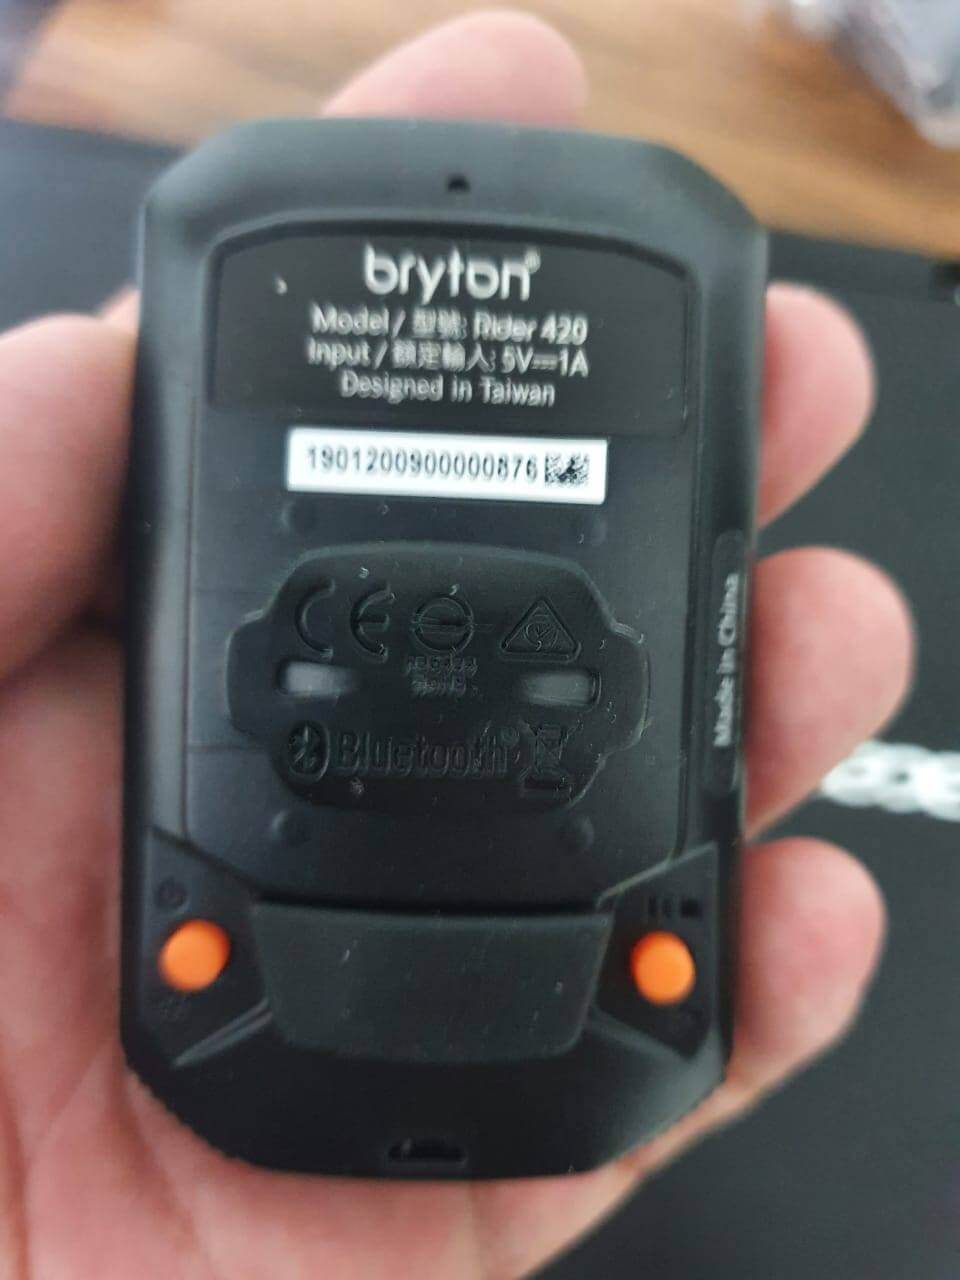 bryton®
Model / 型號: Rider 420
Input / 額定輸入: 5V⎓1A
Designed in Taiwan
1901200900000876
CE
RoHS
Bluetooth®
Made in China